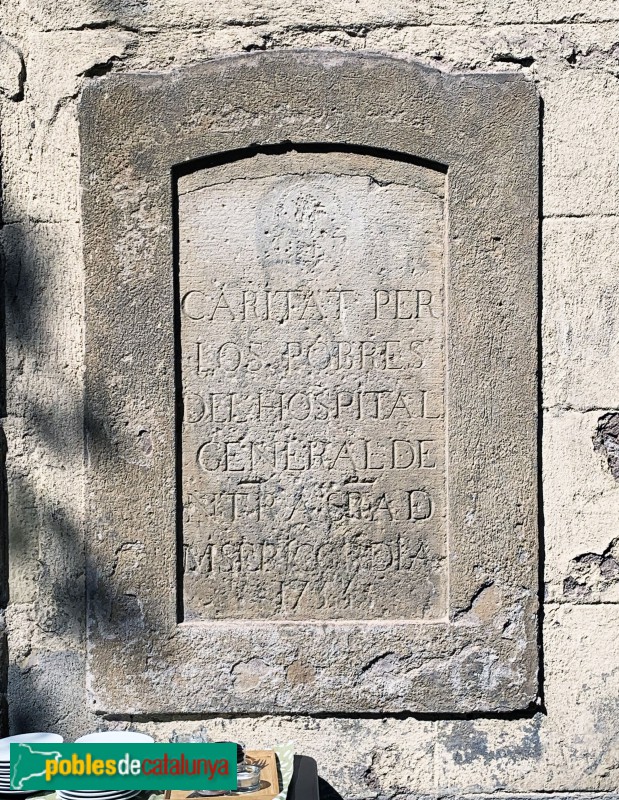 CARITAT PER
LOS POBRES
DEL HOSPITAL
GENERAL DE
NTRA SRA D
MSERICORDIA
poblesdecatalunya